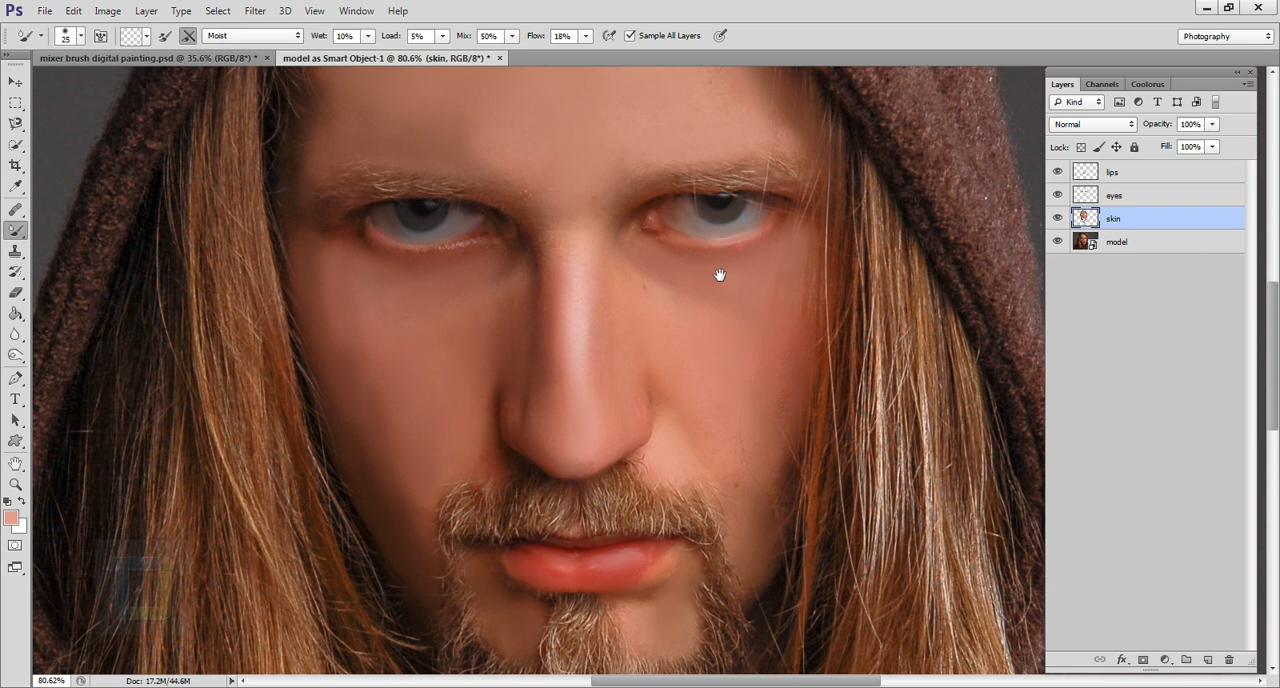 Ps File Edit Image Layer Type Select Filter 3D View Window Help
25 Moist Wet: 10% Load: 5% Mix: 50% Flow: 18% Sample All Layers Photography
mixer brush digital painting.psd @ 35.6% (RGB/8*) * × model as Smart Object-1 @ 80.6% (skin, RGB/8*) * ×
Layers Channels Coolorus
Kind
Normal Opacity: 100%
Lock: Fill: 100%
lips
eyes
skin
model
80.62% Doc: 17.2M/44.6M